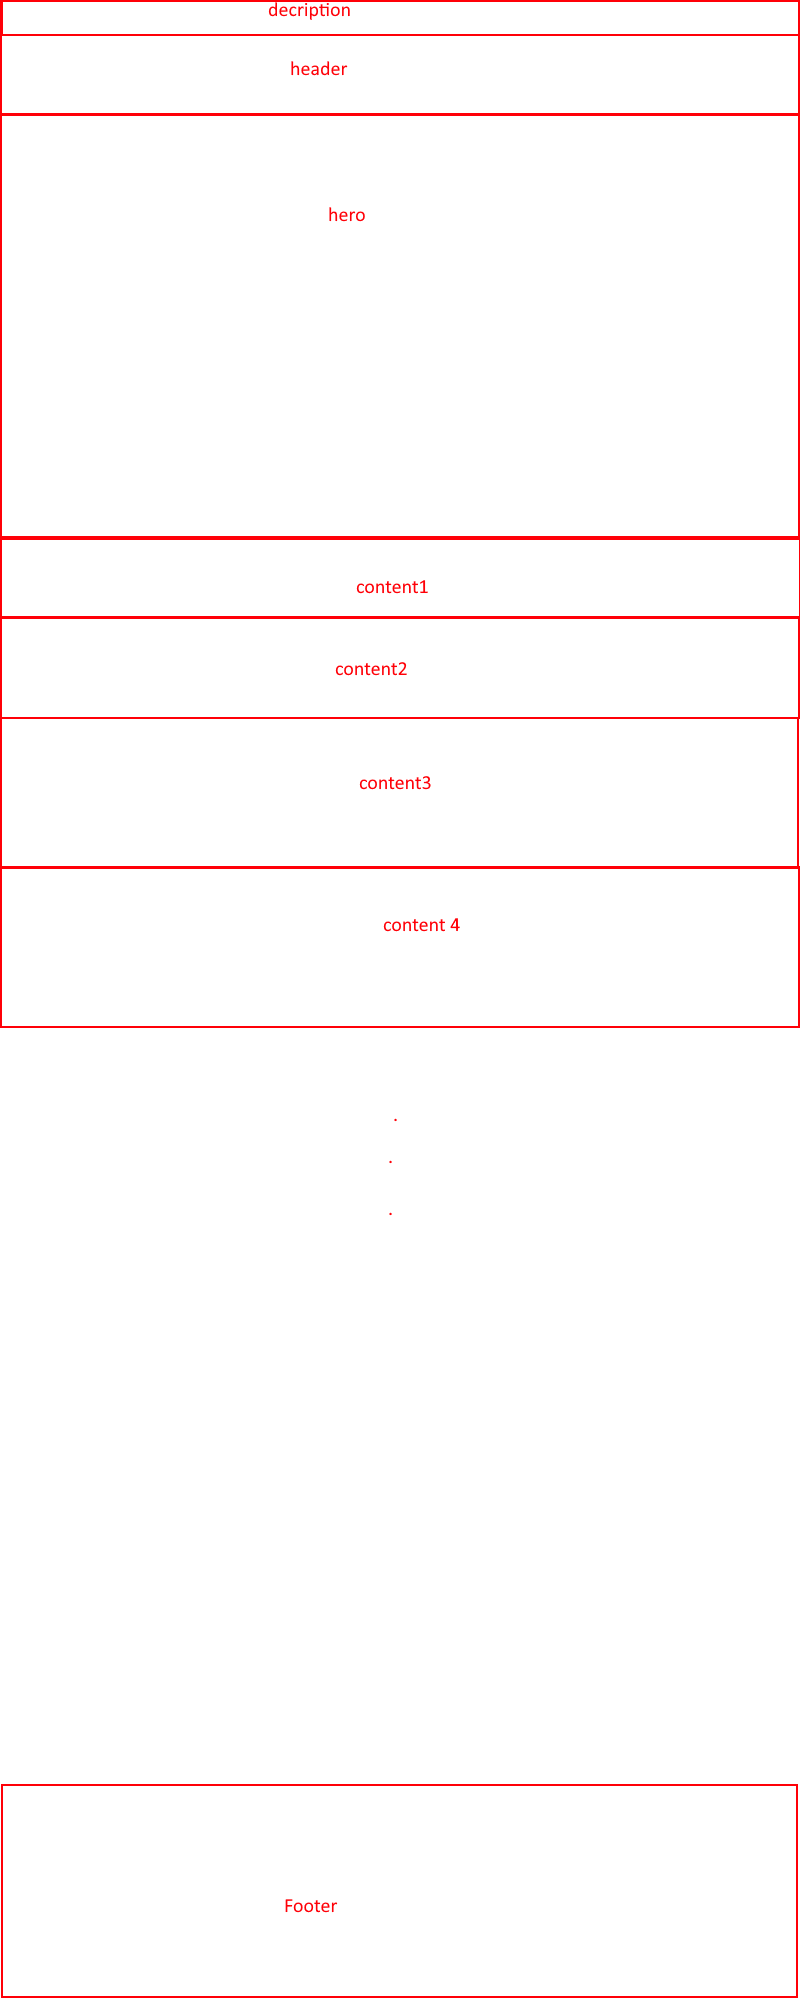 decription
header
hero
content1
content2
content3
content 4
.
.
.
Footer